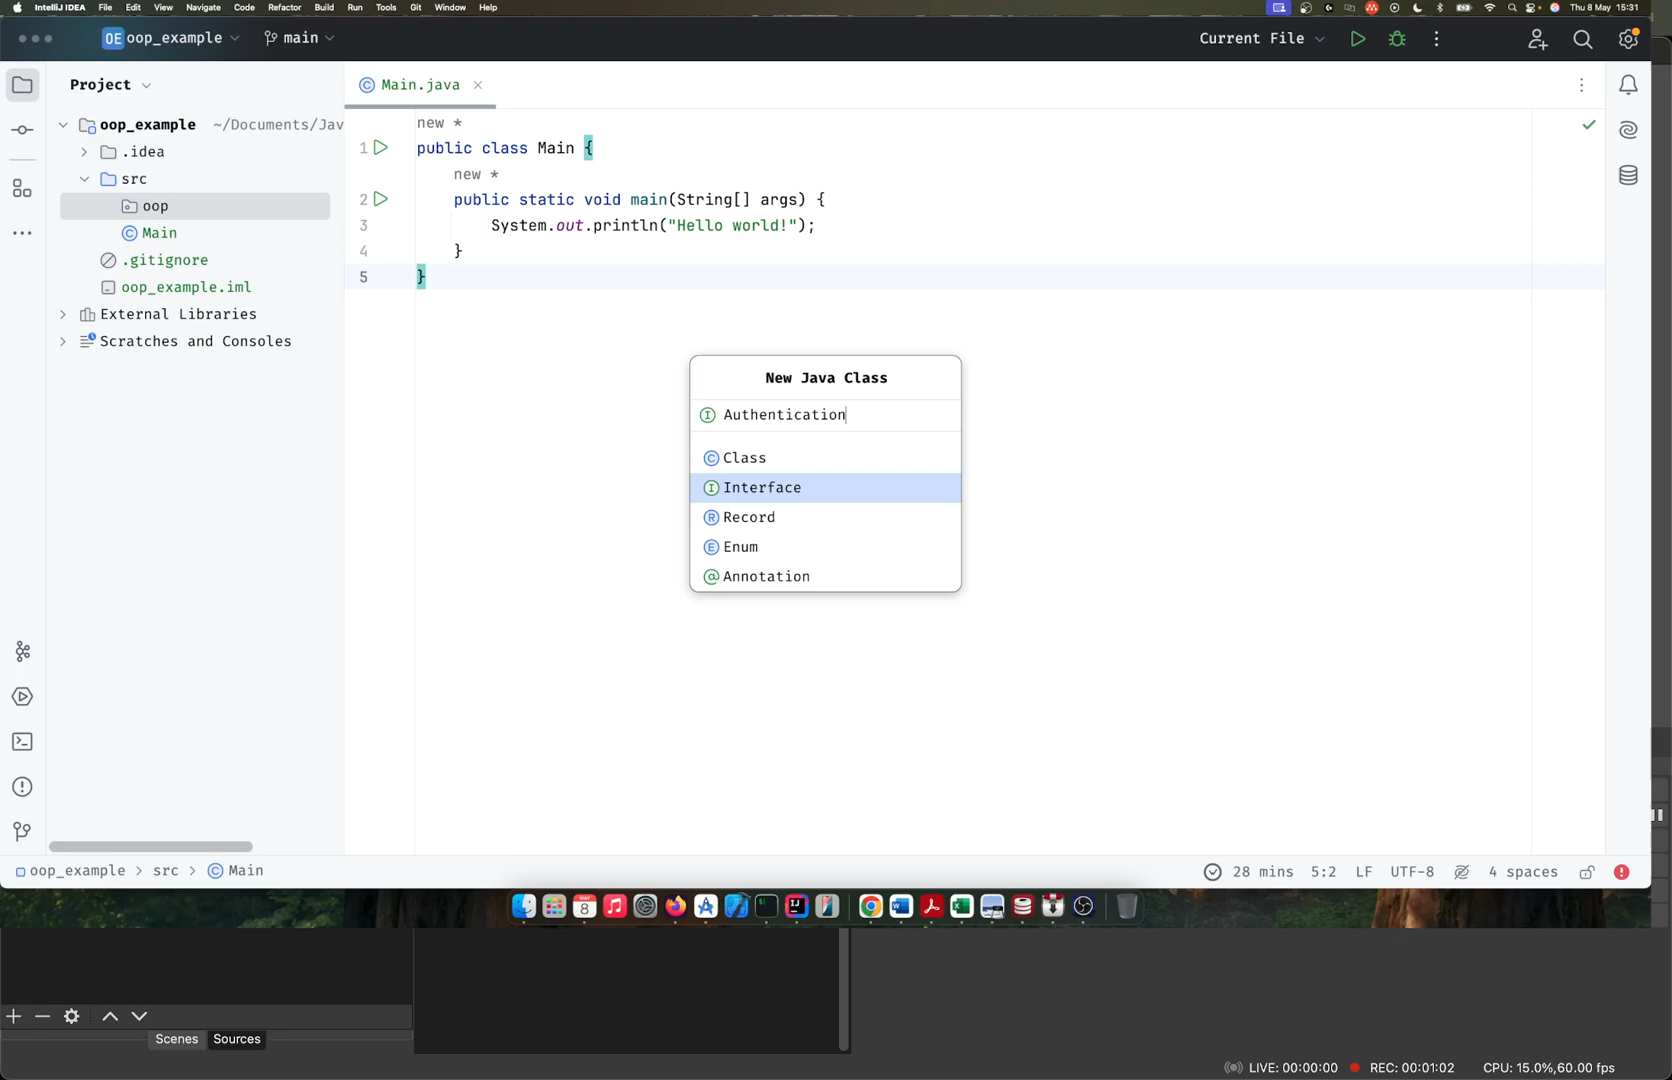 IntelliJ IDEA File Edit View Navigate Code Refactor Build Run Tools Git Window Help Thu 8 May 15:31
OE oop_example main Current File
Project Main.java
oop_example ~/Documents/Jav
.idea
src
oop
Main
.gitignore
oop_example.iml
External Libraries
Scratches and Consoles
new *
1 public class Main {
new *
2 public static void main(String[] args) {
3 System.out.println("Hello world!");
4 }
5 }
New Java Class
I Authentication
C Class
I Interface
R Record
E Enum
@ Annotation
oop_example > src > C Main 28 mins 5:2 LF UTF-8 4 spaces
Scenes Sources
LIVE: 00:00:00 REC: 00:01:02 CPU: 15.0%,60.00 fps